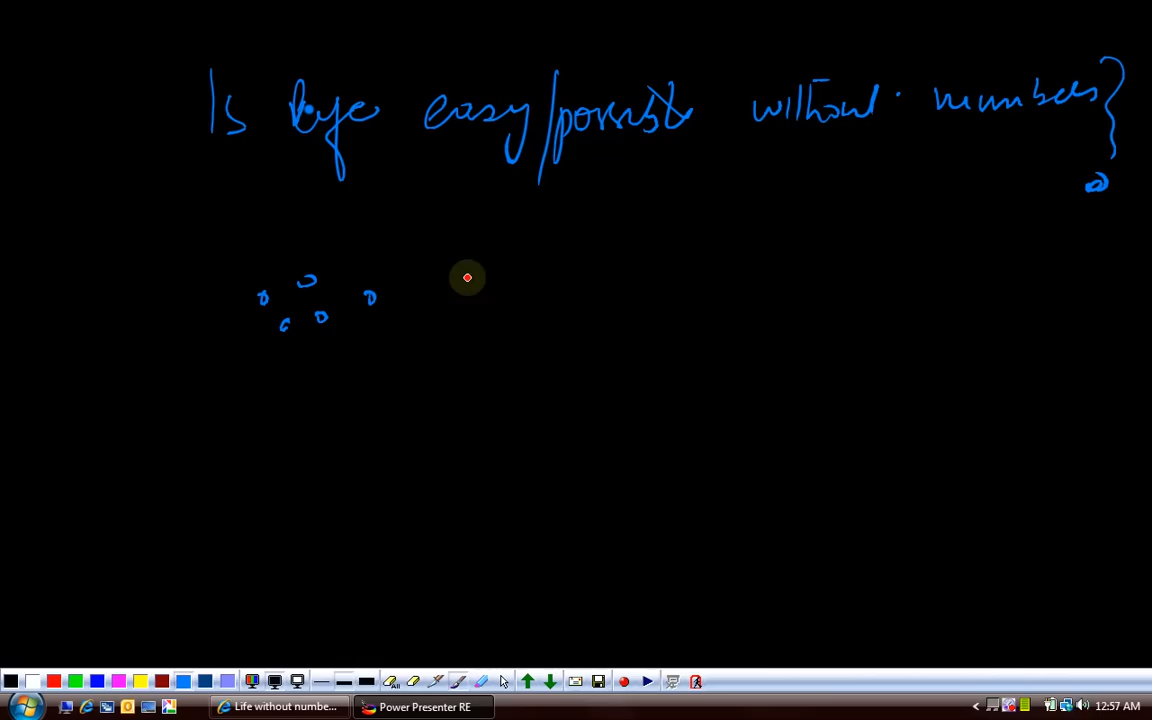 Is life easy/possible without numbers?
Life without numbe...
Power Presenter RE
12:57 AM